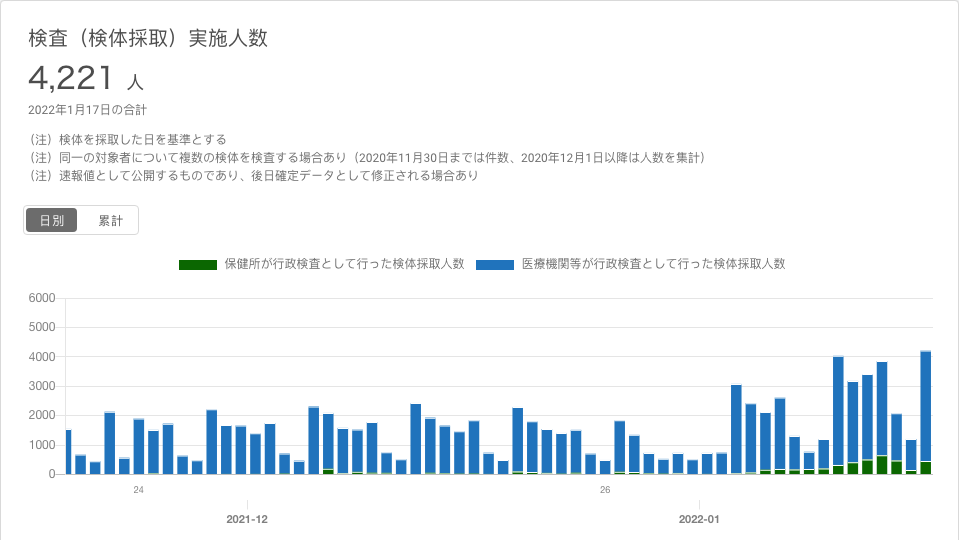 検査（検体採取）実施人数
4,221 人
2022年1月17日の合計
（注）検体を採取した日を基準とする
（注）同一の対象者について複数の検体を検査する場合あり（2020年11月30日までは件数、2020年12月1日以降は人数を集計）
（注）速報値として公開するものであり、後日確定データとして修正される場合あり
日別 累計
保健所が行政検査として行った検体採取人数 医療機関等が行政検査として行った検体採取人数
6000
5000
4000
3000
2000
1000
0
24 26
2021-12 2022-01